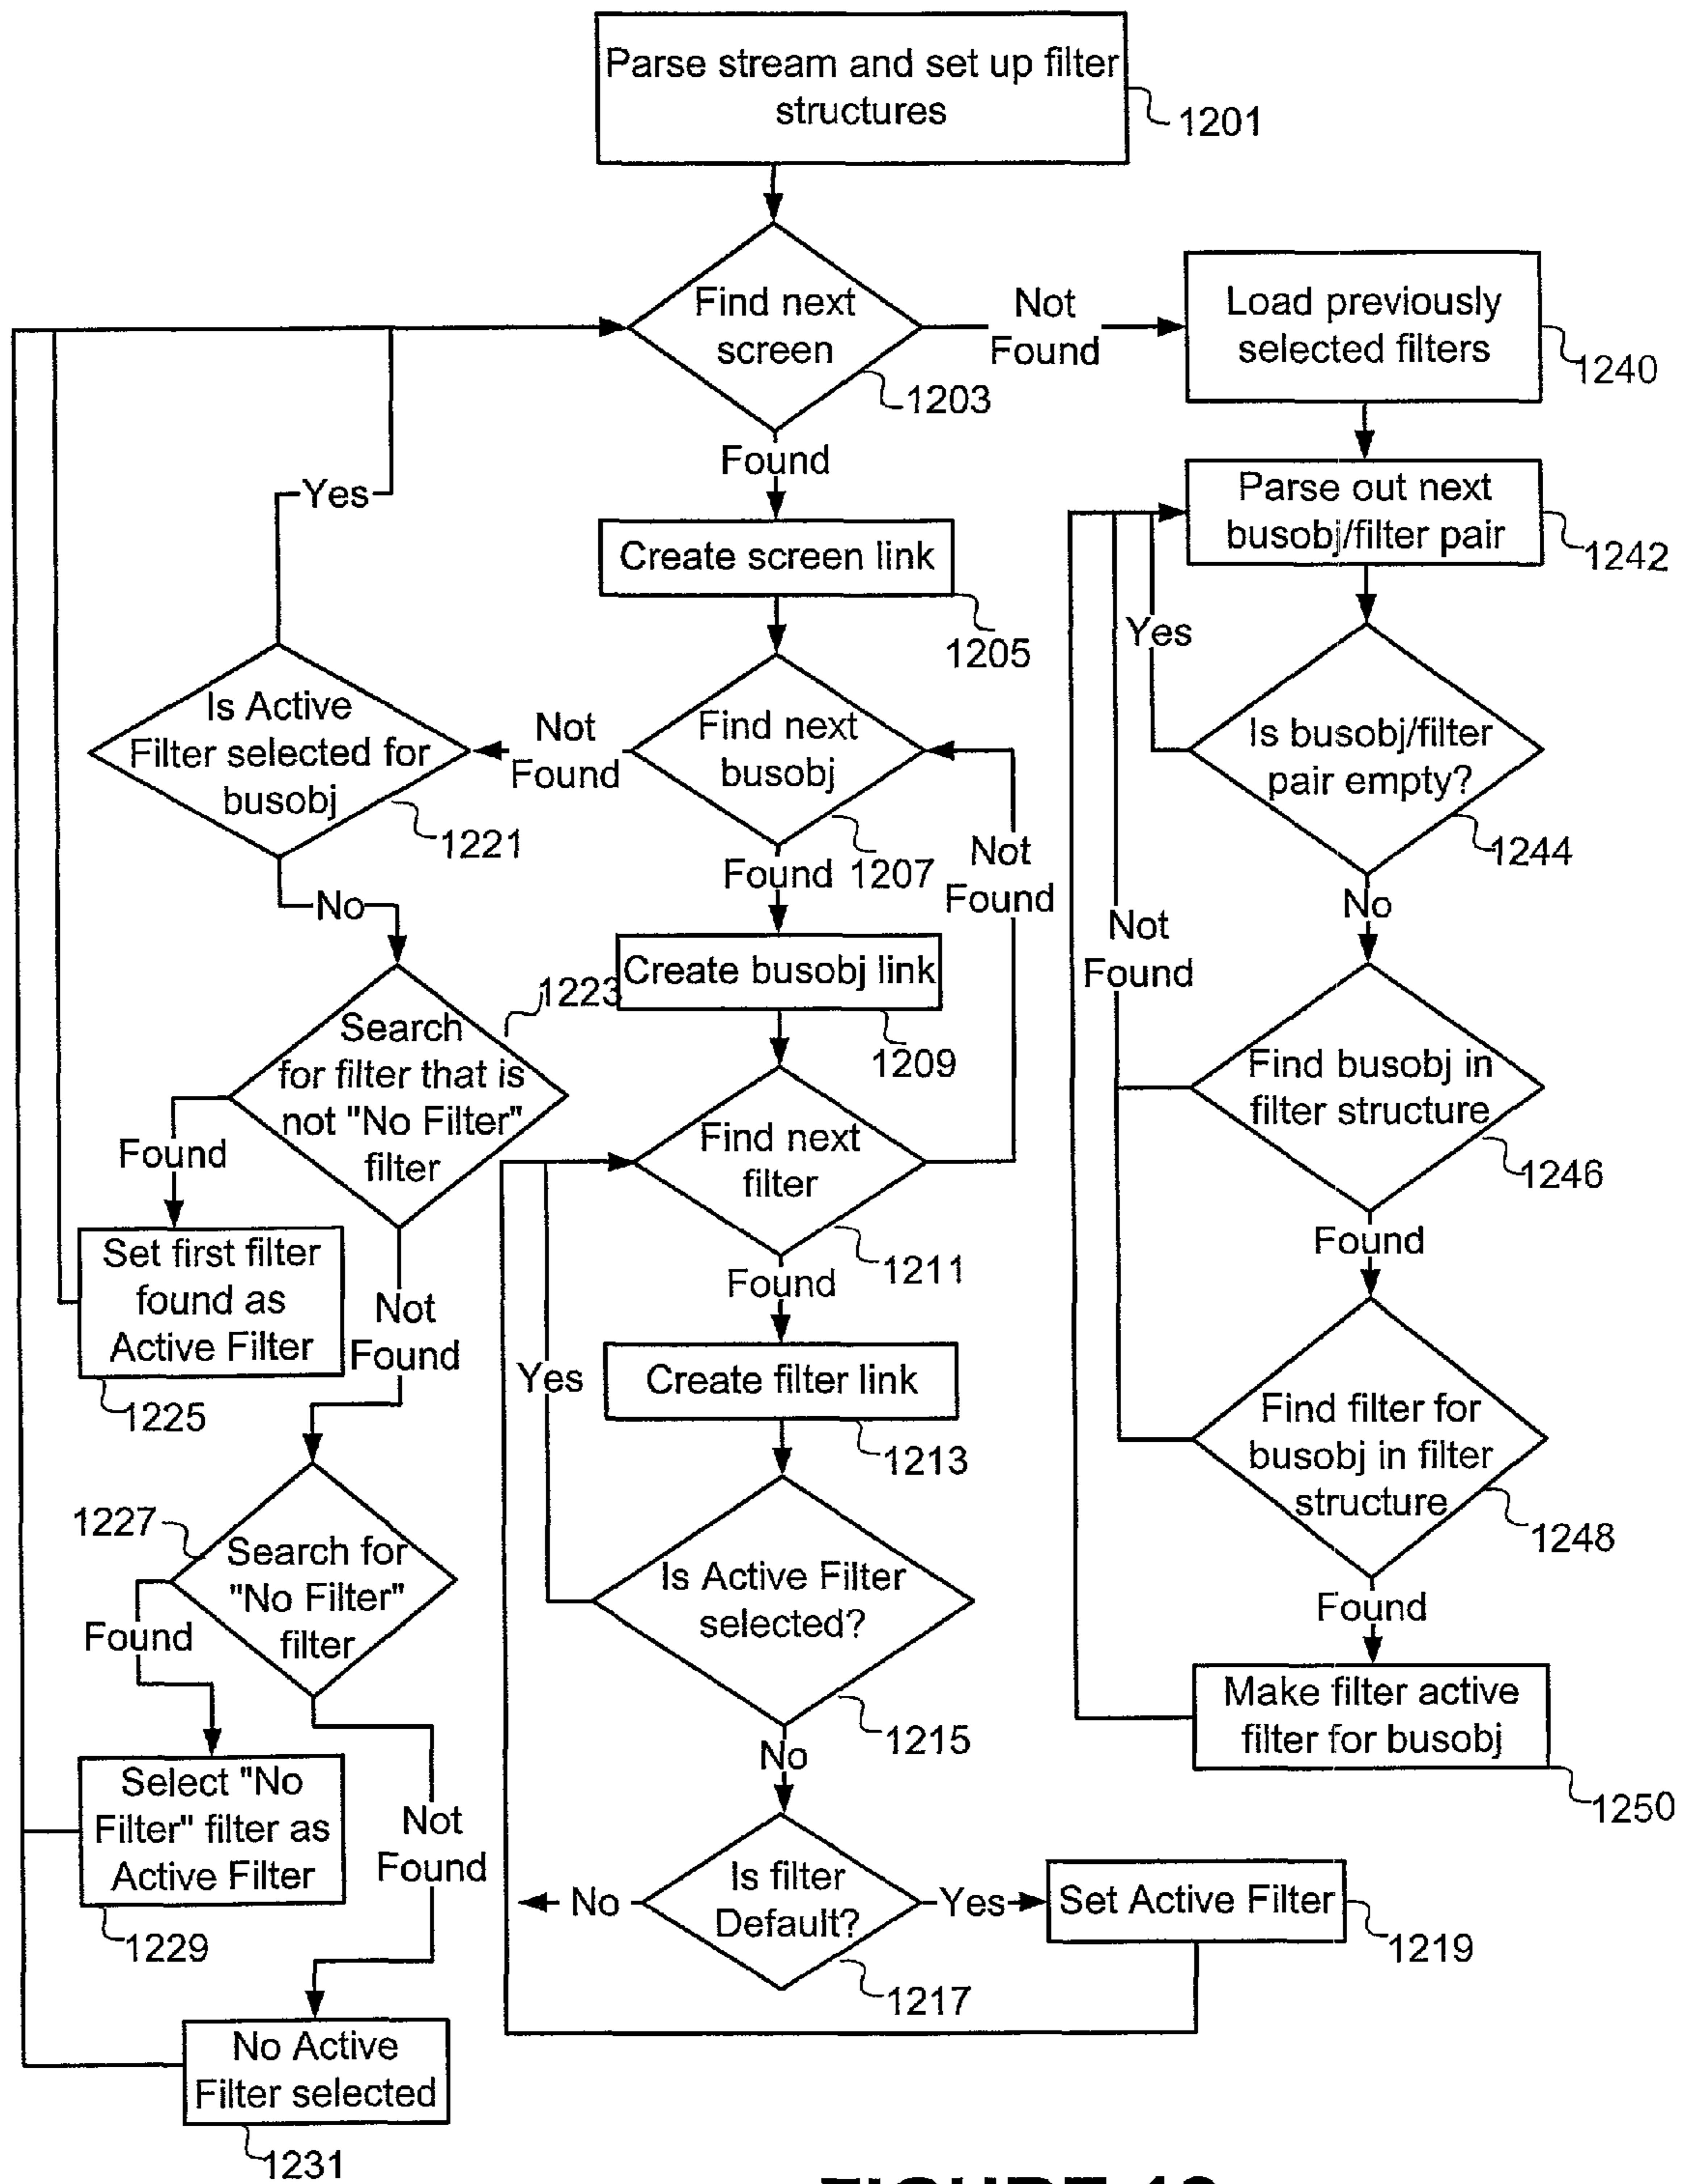 Parse stream and set up filter
structures
1201
Find next
screen
1203
Not
Found
Load previously
selected filters
1240
Found
Yes
Create screen link
1205
Parse out next
busobj/filter pair
1242
Yes
Is Active
Filter selected for
busobj
1221
Not
Found
Find next
busobj
1207
Found
Not
Found
Is busobj/filter
pair empty?
1244
No
No
Create busobj link
1209
Not
Found
1223
Search
for filter that is
not "No Filter"
filter
Found
Find next
filter
1211
Find busobj in
filter structure
1246
Found
Set first filter
found as
Active Filter
1225
Not
Found
Found
Yes
Create filter link
1213
Find filter for
busobj in filter
structure
1248
1227
Search for
"No Filter"
filter
Found
Is Active Filter
selected?
1215
No
Found
Make filter active
filter for busobj
1250
Select "No
Filter" filter as
Active Filter
1229
Not
Found
No
Is filter
Default?
1217
Yes
Set Active Filter
1219
No Active
Filter selected
1231